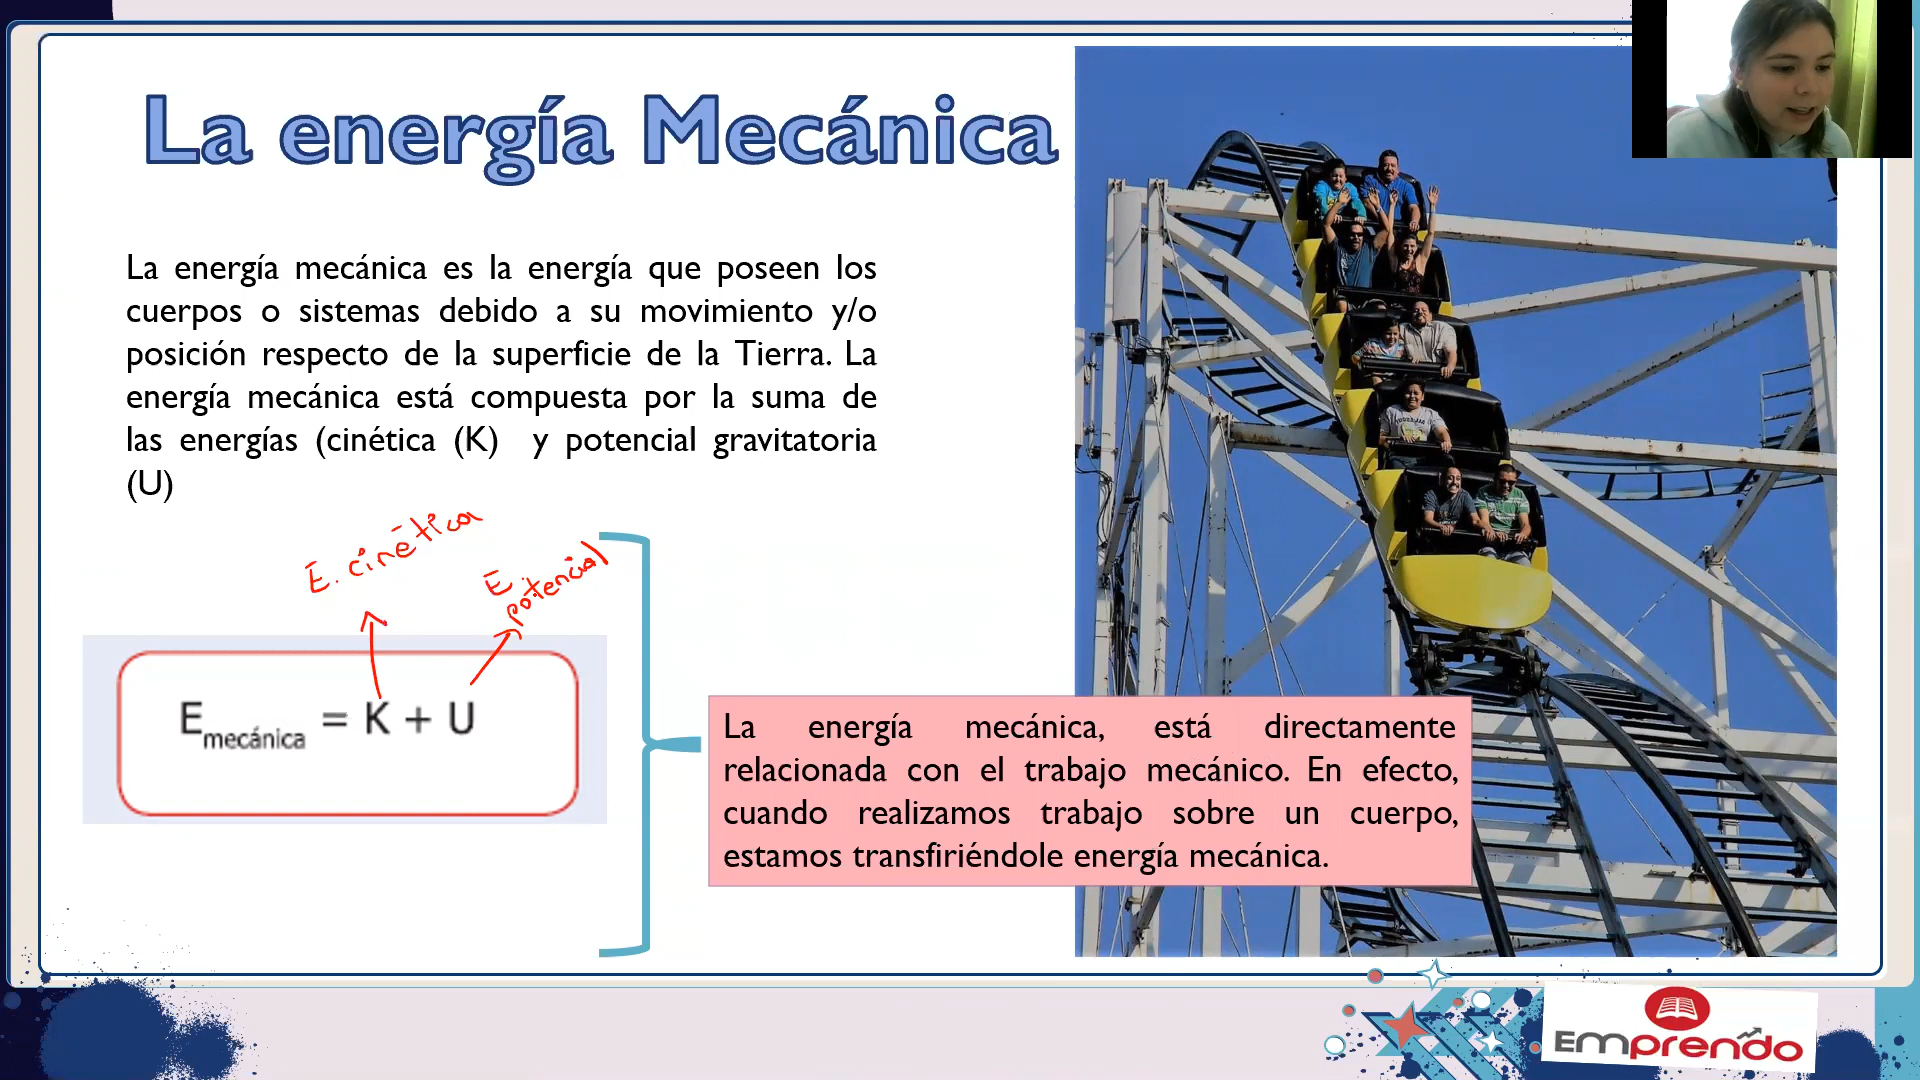 La energía Mecánica
La energía mecánica es la energía que poseen los
cuerpos o sistemas debido a su movimiento y/o
posición respecto de la superficie de la Tierra. La
energía mecánica está compuesta por la suma de
las energías (cinética (K) y potencial gravitatoria
(U)
E. cinética
E
potencial
E mecánica = K + U
La energía mecánica, está directamente
relacionada con el trabajo mecánico. En efecto,
cuando realizamos trabajo sobre un cuerpo,
estamos transfiriéndole energía mecánica.
Emprendo